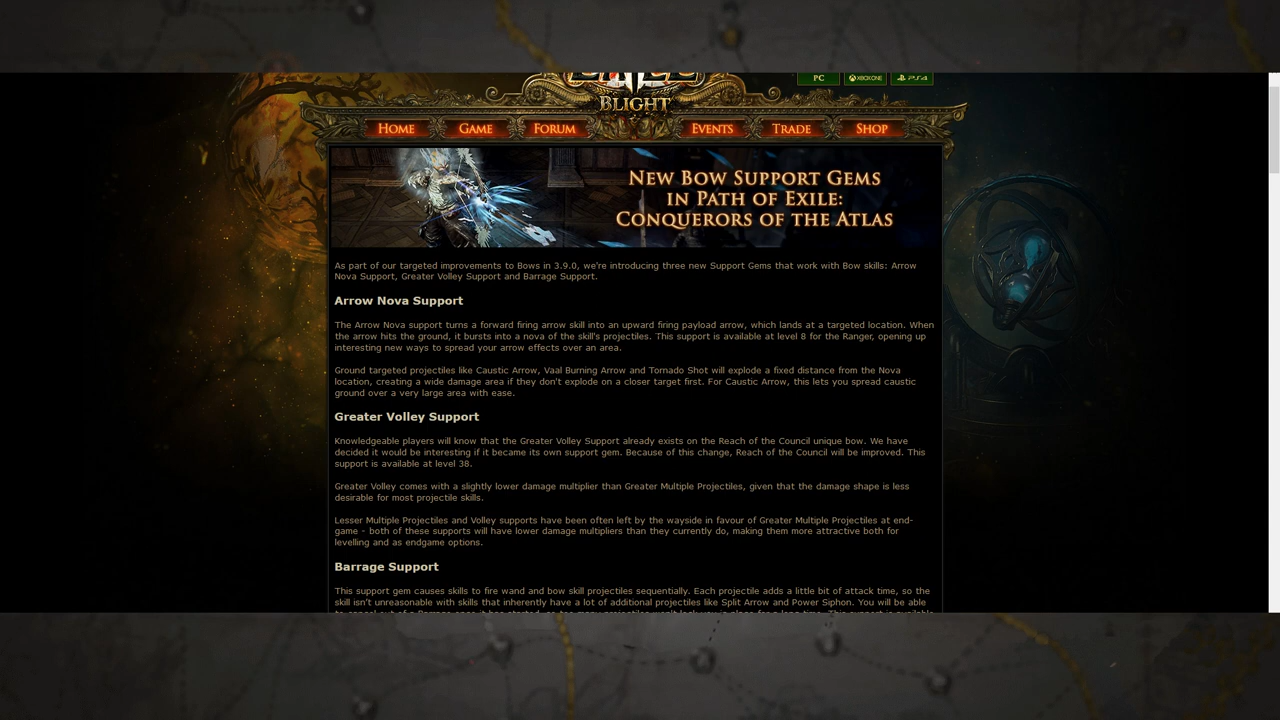 PC XBOX ONE PS4
BLIGHT
HOME GAME FORUM EVENTS TRADE SHOP
NEW BOW SUPPORT GEMS
IN PATH OF EXILE:
CONQUERORS OF THE ATLAS
As part of our targeted improvements to Bows in 3.9.0, we're introducing three new Support Gems that work with Bow skills: Arrow
Nova Support, Greater Volley Support and Barrage Support.
Arrow Nova Support
The Arrow Nova support turns a forward firing arrow skill into an upward firing payload arrow, which lands at a targeted location. When
the arrow hits the ground, it bursts into a nova of the skill's projectiles. This support is available at level 8 for the Ranger, opening up
interesting new ways to spread your arrow effects over an area.
Ground targeted projectiles like Caustic Arrow, Vaal Burning Arrow and Tornado Shot will explode a fixed distance from the Nova
location, creating a wide damage area if they don't explode on a closer target first. For Caustic Arrow, this lets you spread caustic
ground over a very large area with ease.
Greater Volley Support
Knowledgeable players will know that the Greater Volley Support already exists on the Reach of the Council unique bow. We have
decided it would be interesting if it became its own support gem. Because of this change, Reach of the Council will be improved. This
support is available at level 38.
Greater Volley comes with a slightly lower damage multiplier than Greater Multiple Projectiles, given that the damage shape is less
desirable for most projectile skills.
Lesser Multiple Projectiles and Volley supports have been often left by the wayside in favour of Greater Multiple Projectiles at end-
game - both of these supports will have lower damage multipliers than they currently do, making them more attractive both for
levelling and as endgame options.
Barrage Support
This support gem causes skills to fire wand and bow skill projectiles sequentially. Each projectile adds a little bit of attack time, so the
skill isn't unreasonable with skills that inherently have a lot of additional projectiles like Split Arrow and Power Siphon. You will be able